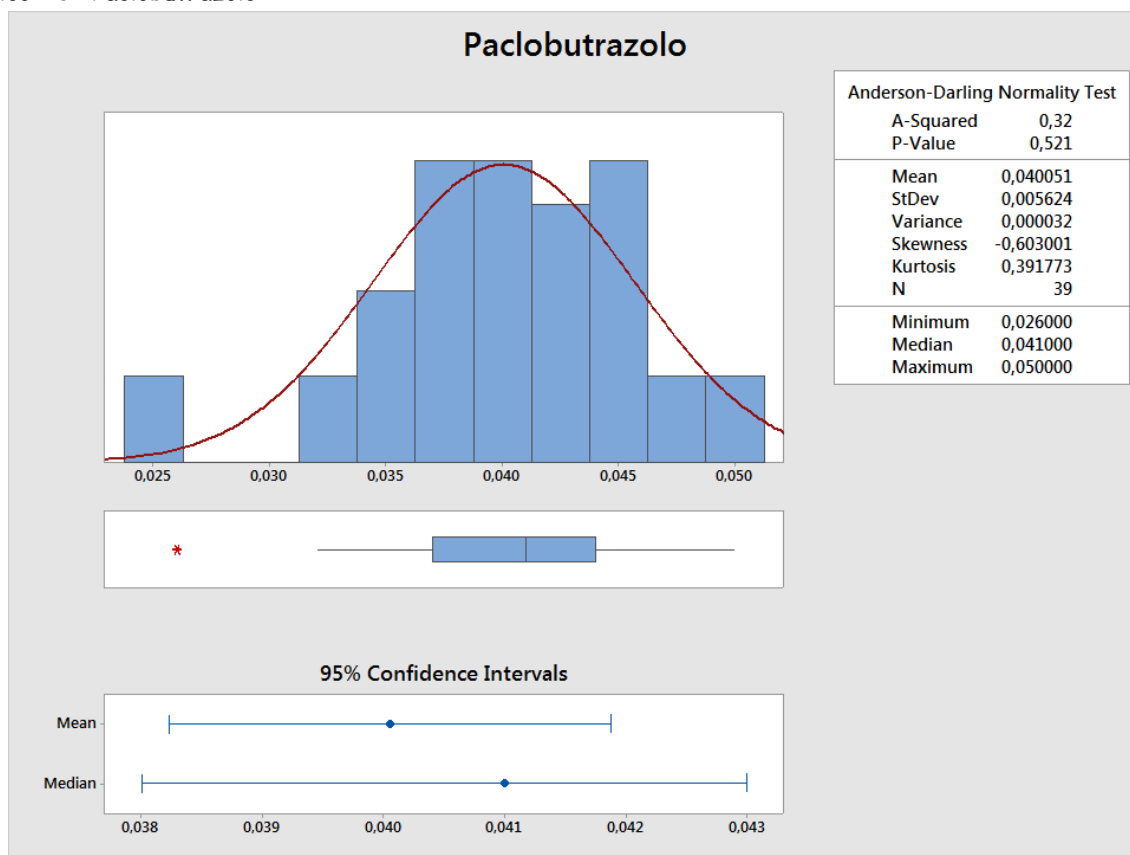 Paclobutrazolo
Anderson-Darling Normality Test
A-Squared 0,32
P-Value 0,521
Mean 0,040051
StDev 0,005624
Variance 0,000032
Skewness -0,603001
Kurtosis 0,391773
N 39
Minimum 0,026000
Median 0,041000
Maximum 0,050000
0,025 0,030 0,035 0,040 0,045 0,050
95% Confidence Intervals
Mean
Median
0,038 0,039 0,040 0,041 0,042 0,043